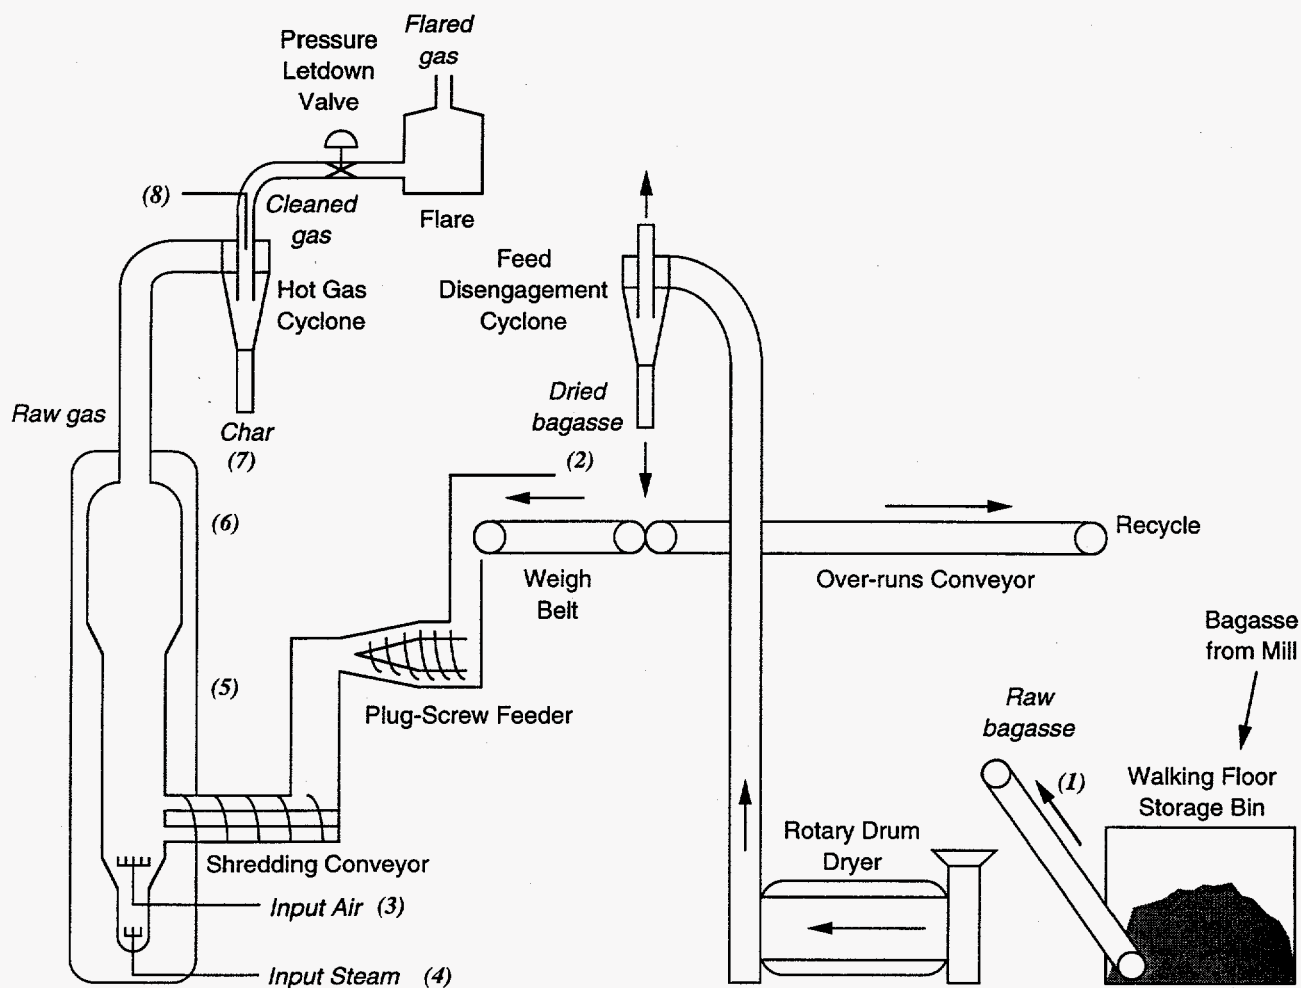 Flared
gas
Pressure
Letdown
Valve
(8)
Cleaned
gas
Flare
Hot Gas
Cyclone
Feed
Disengagement
Cyclone
Raw gas
Char
(7)
Dried
bagasse
(2)
(6)
Recycle
Weigh
Belt
Over-runs Conveyor
Bagasse
from Mill
(5)
Plug-Screw Feeder
Raw
bagasse
(1)
Walking Floor
Storage Bin
Rotary Drum
Dryer
Shredding Conveyor
Input Air (3)
Input Steam (4)